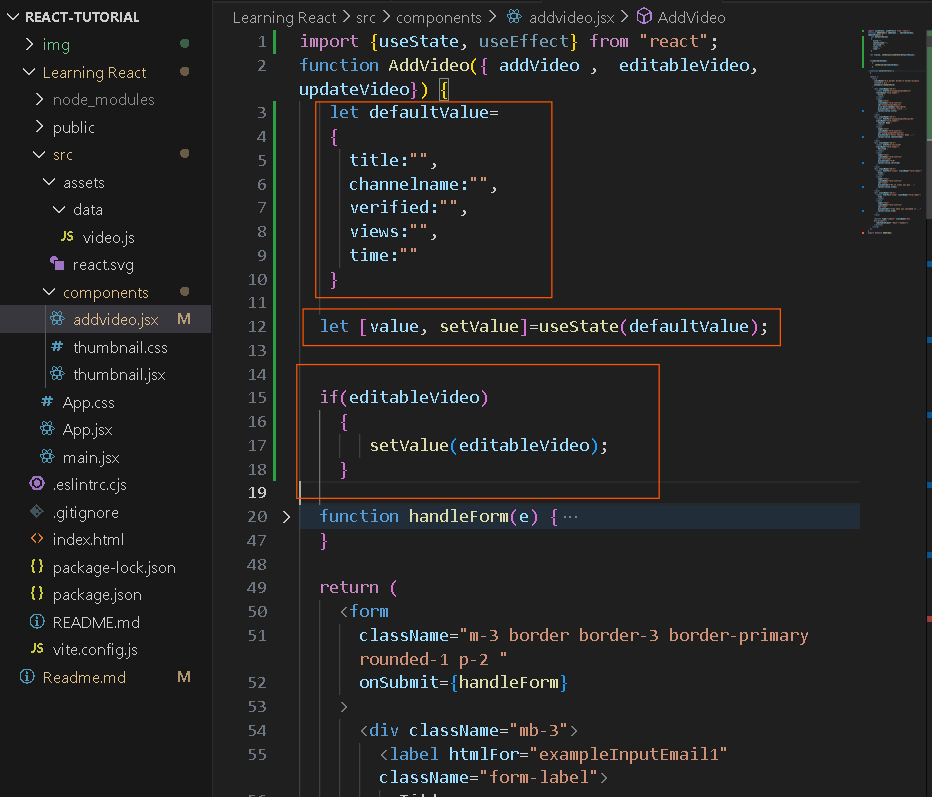 REACT-TUTORIAL
img
Learning React
node_modules
public
src
assets
data
JS video.js
react.svg
components
addvideo.jsx M
# thumbnail.css
thumbnail.jsx
# App.css
App.jsx
main.jsx
.eslintrc.cjs
.gitignore
<> index.html
{} package-lock.json
{} package.json
README.md
JS vite.config.js
Readme.md M
Learning React > src > components > addvideo.jsx > AddVideo
1 import {useState, useEffect} from "react";
2 function AddVideo({ addVideo , editableVideo,
updateVideo}) {
3 let defaultValue=
4 {
5 title:"",
6 channelname:"",
7 verified:"",
8 views:"",
9 time:""
10 }
11
12 let [value, setValue]=useState(defaultValue);
13
14
15 if(editableVideo)
16 {
17 setValue(editableVideo);
18 }
19
20 > function handleForm(e) { ···
47 }
48
49 return (
50 <form
51 className="m-3 border border-3 border-primary
rounded-1 p-2 "
52 onSubmit={handleForm}
53 >
54 <div className="mb-3">
55 <label htmlFor="exampleInputEmail1"
className="form-label">